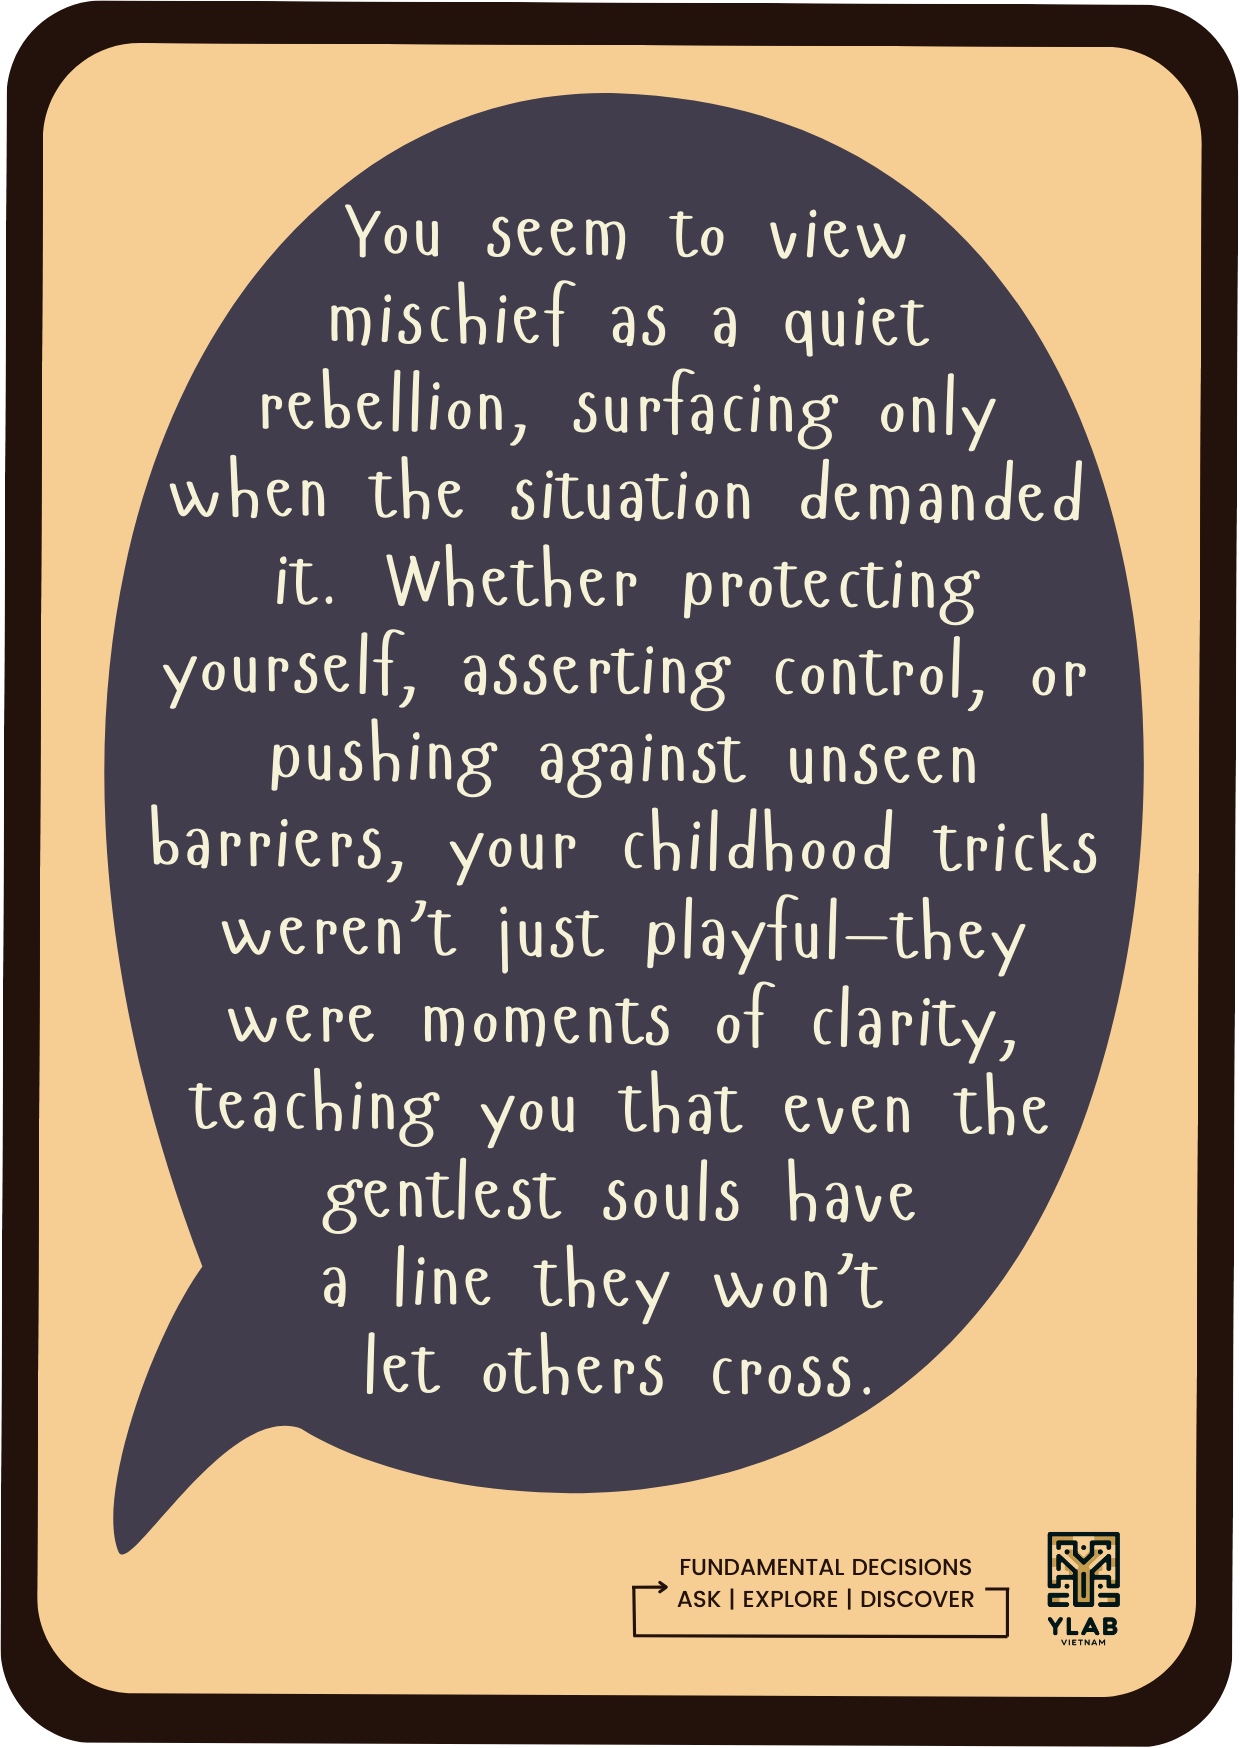 You seem to view
mischief as a quiet
rebellion, surfacing only
when the situation demanded
it. Whether protecting
yourself, asserting control, or
pushing against unseen
barriers, your childhood tricks
weren’t just playful—they
were moments of clarity,
teaching you that even the
gentlest souls have
a line they won’t
let others cross.
FUNDAMENTAL DECISIONS
ASK | EXPLORE | DISCOVER
YLAB
VIETNAM